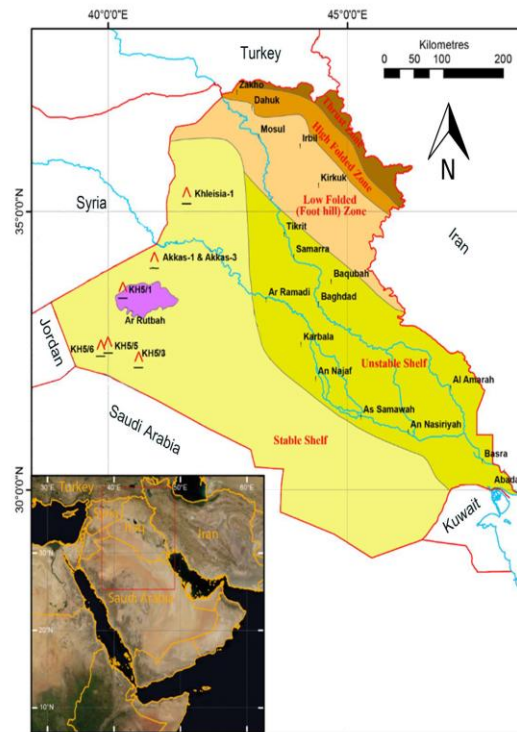 40°0'0"E
45°0'0"E
Kilometres
0 50 100 200
Turkey
Zakho
Dahuk
Thrust Zone
High Folded Zone
Mosul
Irbil
N
Kirkuk
Khleisia-1
Low Folded
(Foot hill) Zone
35°0'0"N
Syria
Iran
Tikrit
Samarra
Akkas-1 & Akkas-3
Baqubah
KH5/1
Ar Ramadi
Baghdad
Ar Rutbah
Jordan
Karbala
KH5/6
KH5/5
KH5/3
Unstable Shelf
An Najaf
Al Amarah
As Samawah
An Nasiriyah
Saudi Arabia
Stable Shelf
Basra
Abada
30°0'0"N
Kuwait
Turkey
Iran
Saudi Arabia